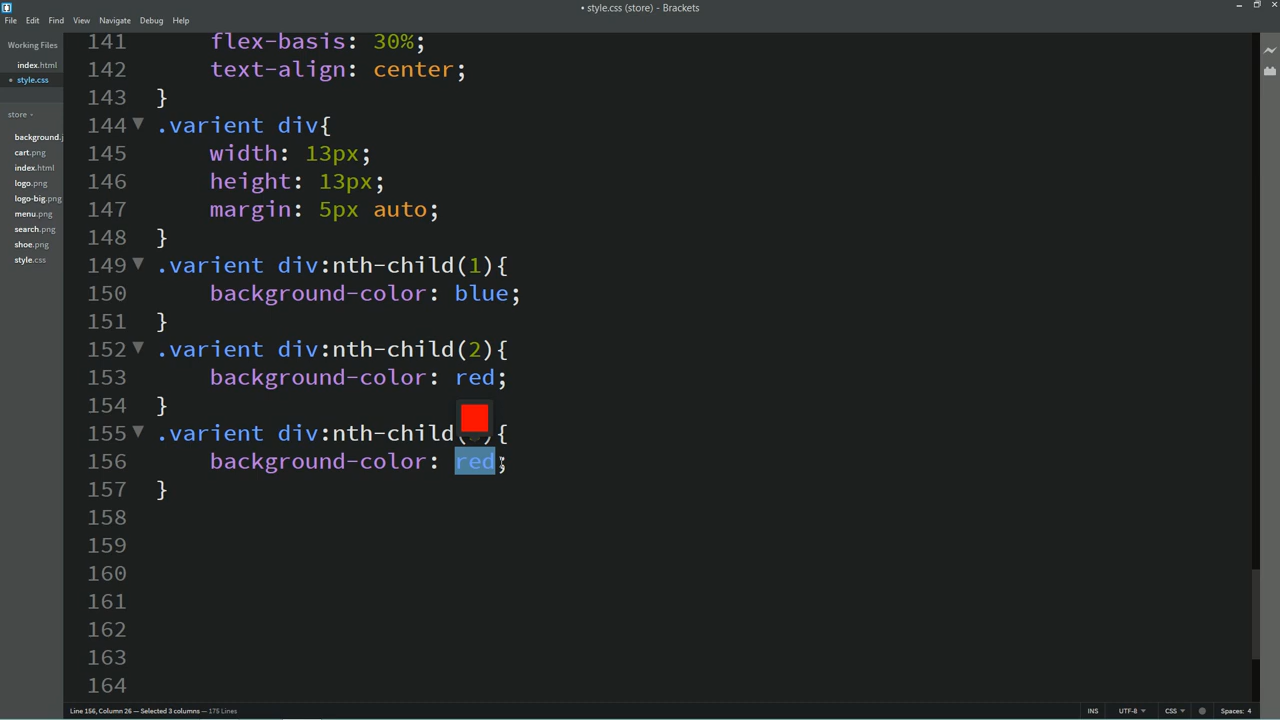 • style.css (store) - Brackets
File Edit Find View Navigate Debug Help
Working Files
index.html
• style.css
store
background.j
cart.png
index.html
logo.png
logo-big.png
menu.png
search.png
shoe.png
style.css
141 flex-basis: 30%;
142 text-align: center;
143 }
144 .varient div{
145 width: 13px;
146 height: 13px;
147 margin: 5px auto;
148 }
149 .varient div:nth-child(1){
150 background-color: blue;
151 }
152 .varient div:nth-child(2){
153 background-color: red;
154 }
155 .varient div:nth-child( ){
156 background-color: red;
157 }
158
159
160
161
162
163
164
Line 156, Column 26 — Selected 3 columns — 175 Lines
INS UTF-8 CSS Spaces: 4